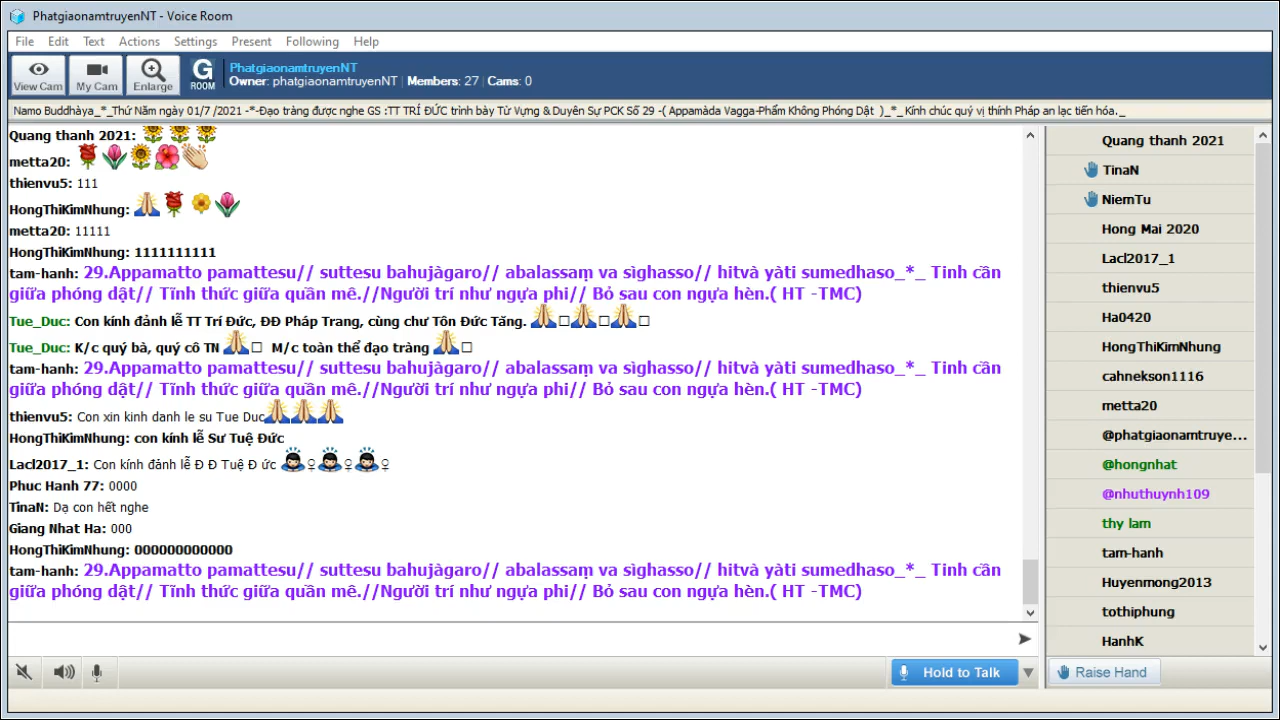 PhatgiaonamtruyenNT - Voice Room
File Edit Text Actions Settings Present Following Help
View Cam My Cam Enlarge G ROOM
PhatgiaonamtruyenNT
Owner: phatgiaonamtruyenNT | Members: 27 | Cams: 0
Namo Buddhàya_*_Thứ Năm ngày 01/7 /2021 -*-Đạo tràng được nghe GS :TT TRÍ ĐỨC trình bày Từ Vựng & Duyên Sự PCK Số 29 -( Appamàda Vagga-Phẩm Không Phóng Dật )_*_Kính chúc quý vị thính Pháp an lạc tiến hóa._
Quang thanh 2021: 🌻🌻🌻
metta20: 🌹🌷🌻🌺👏
thienvu5: 111
HongThiKimNhung: 🙏🌹🌼🌷
metta20: 11111
HongThiKimNhung: 1111111111
tam-hanh: 29.Appamatto pamattesu// suttesu bahujàgaro// abalassaṃ va sìghasso// hitvà yàti sumedhaso_*_ Tinh cần
giữa phóng dật// Tĩnh thức giữa quần mê.//Người trí như ngựa phi// Bỏ sau con ngựa hèn.( HT -TMC)
Tue_Duc: Con kính đảnh lễ TT Trí Đức, ĐĐ Pháp Trang, cùng chư Tôn Đức Tăng. 🙏□🙏□🙏□
Tue_Duc: K/c quý bà, quý cô TN 🙏□ M/c toàn thể đạo tràng 🙏□
tam-hanh: 29.Appamatto pamattesu// suttesu bahujàgaro// abalassaṃ va sìghasso// hitvà yàti sumedhaso_*_ Tinh cần
giữa phóng dật// Tĩnh thức giữa quần mê.//Người trí như ngựa phi// Bỏ sau con ngựa hèn.( HT -TMC)
thienvu5: Con xin kinh danh le su Tue Duc🙏🙏🙏
HongThiKimNhung: con kính lễ Sư Tuệ Đức
Lacl2017_1: Con kính đảnh lễ Đ Đ Tuệ Đ ức 🙇♀🙇♀🙇♀
Phuc Hanh 77: 0000
TinaN: Dạ con hết nghe
Giang Nhat Ha: 000
HongThiKimNhung: 000000000000
tam-hanh: 29.Appamatto pamattesu// suttesu bahujàgaro// abalassaṃ va sìghasso// hitvà yàti sumedhaso_*_ Tinh cần
giữa phóng dật// Tĩnh thức giữa quần mê.//Người trí như ngựa phi// Bỏ sau con ngựa hèn.( HT -TMC)
Hold to Talk
Quang thanh 2021
TinaN
NiemTu
Hong Mai 2020
Lacl2017_1
thienvu5
Ha0420
HongThiKimNhung
cahnekson1116
metta20
@phatgiaonamtruye...
@hongnhat
@nhuthuynh109
thy lam
tam-hanh
Huyenmong2013
tothiphung
HanhK
Raise Hand